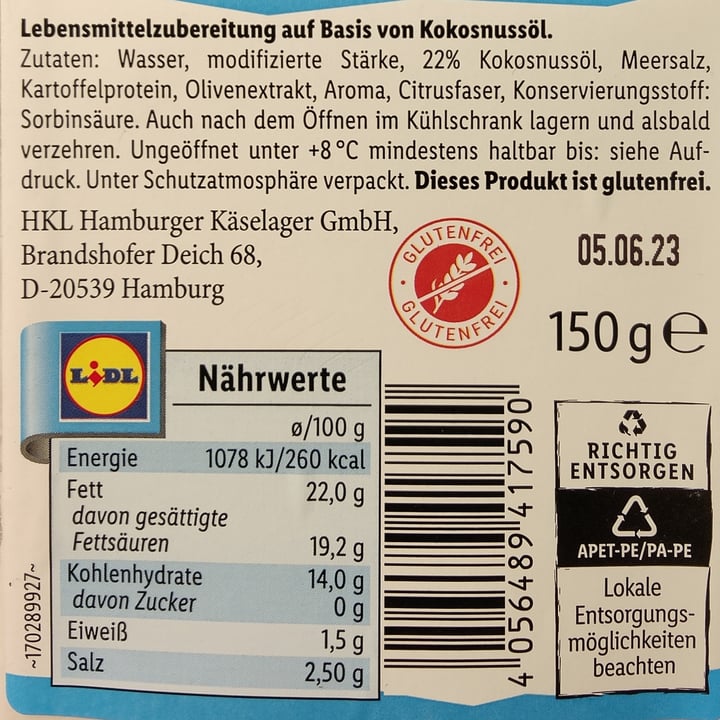 Lebensmittelzubereitung auf Basis von Kokosnussöl.
Zutaten: Wasser, modifizierte Stärke, 22% Kokosnussöl, Meersalz,
Kartoffelprotein, Olivenextrakt, Aroma, Citrusfaser, Konservierungsstoff:
Sorbinsäure. Auch nach dem Öffnen im Kühlschrank lagern und alsbald
verzehren. Ungeöffnet unter +8 °C mindestens haltbar bis: siehe Auf-
druck. Unter Schutzatmosphäre verpackt. Dieses Produkt ist glutenfrei.
HKL Hamburger Käselager GmbH,
Brandshofer Deich 68,
D-20539 Hamburg
GLUTENFREI
GLUTENFREI
05.06.23
150 g e
LIDL
Nährwerte
ø/100 g
Energie 1078 kJ/260 kcal
Fett 22,0 g
davon gesättigte
Fettsäuren 19,2 g
Kohlenhydrate 14,0 g
davon Zucker 0 g
Eiweiß 1,5 g
Salz 2,50 g
~170289927~
4 056489 417590
RICHTIG
ENTSORGEN
APET-PE/PA-PE
Lokale
Entsorgungs-
möglichkeiten
beachten